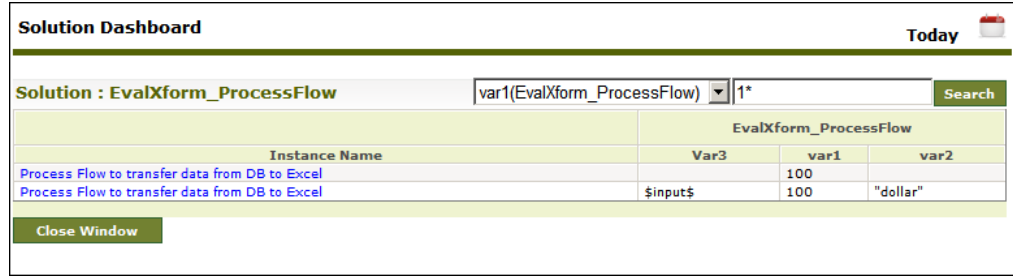 Solution Dashboard
Today
Solution : EvalXform_ProcessFlow var1(EvalXform_ProcessFlow) 1* Search
EvalXform_ProcessFlow
Instance Name Var3 var1 var2
Process Flow to transfer data from DB to Excel 100
Process Flow to transfer data from DB to Excel $input$ 100 "dollar"
Close Window